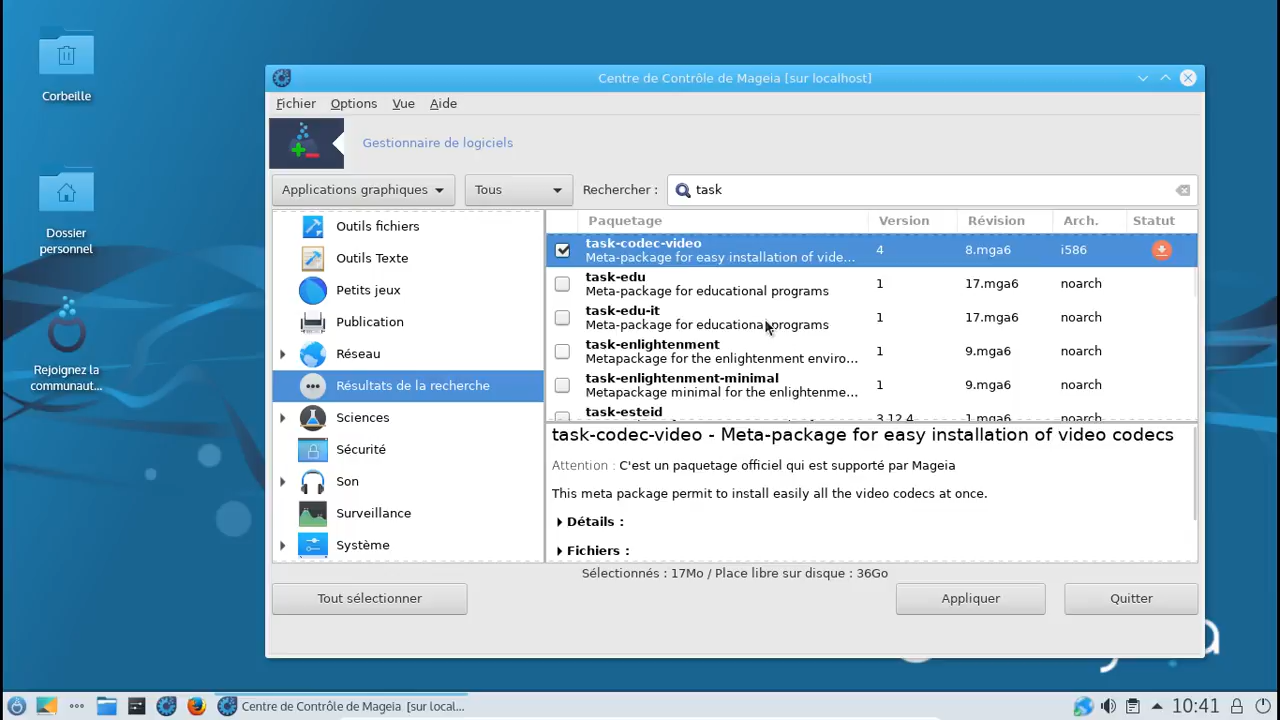 Corbeille
Dossier
personnel
Rejoignez la
communaut...
Centre de Contrôle de Mageia [sur localhost]
Fichier Options Vue Aide
Gestionnaire de logiciels
Applications graphiques Tous Rechercher : task
Outils fichiers
Outils Texte
Petits jeux
Publication
Réseau
Résultats de la recherche
Sciences
Sécurité
Son
Surveillance
Système
Paquetage Version Révision Arch. Statut
task-codec-video 4 8.mga6 i586
Meta-package for easy installation of vide...
task-edu 1 17.mga6 noarch
Meta-package for educational programs
task-edu-it 1 17.mga6 noarch
Meta-package for educational programs
task-enlightenment 1 9.mga6 noarch
Metapackage for the enlightenment enviro...
task-enlightenment-minimal 1 9.mga6 noarch
Metapackage minimal for the enlightenme...
task-esteid 3.12.4 1.mga6 noarch
task-codec-video - Meta-package for easy installation of video codecs
Attention : C'est un paquetage officiel qui est supporté par Mageia
This meta package permit to install easily all the video codecs at once.
Détails :
Fichiers :
Sélectionnés : 17Mo / Place libre sur disque : 36Go
Tout sélectionner Appliquer Quitter
Centre de Contrôle de Mageia [sur local... 10:41